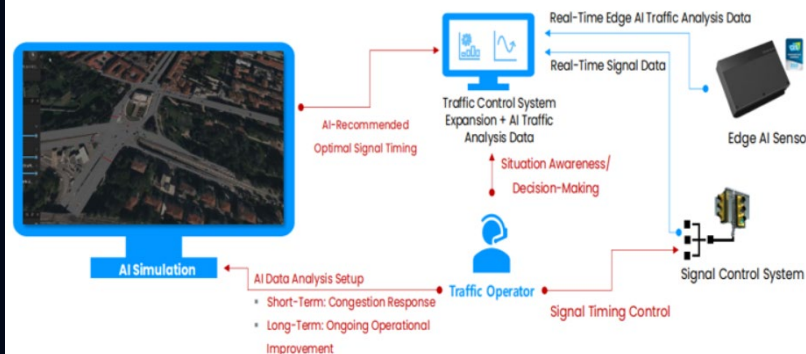 Real-Time Edge AI Traffic Analysis Data
Real-Time Signal Data
Traffic Control System
Expansion + AI Traffic
Analysis Data
Edge AI Senso
AI-Recommended
Optimal Signal Timing
Situation Awareness/
Decision-Making
AI Simulation
AI Data Analysis Setup
▪ Short-Term: Congestion Response
▪ Long-Term: Ongoing Operational
Improvement
Traffic Operator
Signal Timing Control
Signal Control System